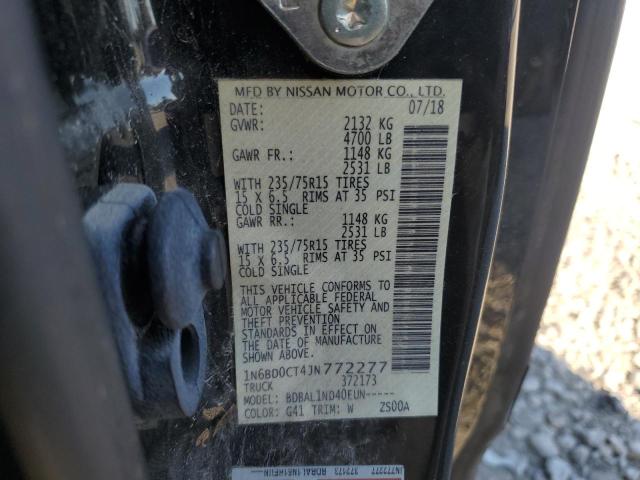 MFD BY NISSAN MOTOR CO., LTD.
DATE: 07/18
GVWR: 2132 KG
4700 LB
GAWR FR.: 1148 KG
2531 LB
WITH 235/75R15 TIRES
15 X 6.5 RIMS AT 35 PSI
COLD SINGLE
GAWR RR.: 1148 KG
2531 LB
WITH 235/75R15 TIRES
15 X 6.5 RIMS AT 35 PSI
COLD SINGLE
THIS VEHICLE CONFORMS TO
ALL APPLICABLE FEDERAL
MOTOR VEHICLE SAFETY AND
THEFT PREVENTION
STANDARDS IN EFFECT ON
THE DATE OF MANUFACTURE
SHOWN ABOVE.
1N6BD0CT4JN772277
TRUCK 372173
MODEL: BDBAL1ND40EUN-----
COLOR: G41 TRIM: W ZS00A
JN772277 372173